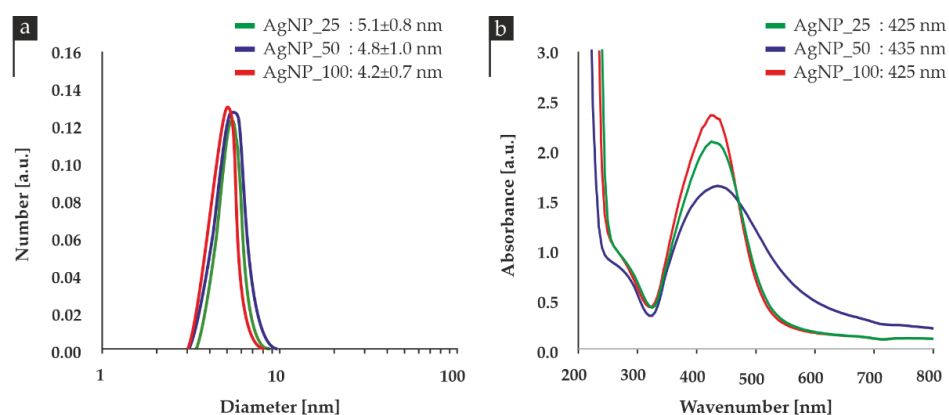 a
AgNP_25 : 5.1±0.8 nm
AgNP_50 : 4.8±1.0 nm
AgNP_100: 4.2±0.7 nm
0.16
0.14
0.12
0.10
0.08
0.06
0.04
0.02
0.00
Number [a.u.]
1
10
100
Diameter [nm]
b
AgNP_25 : 425 nm
AgNP_50 : 435 nm
AgNP_100: 425 nm
3.0
2.5
2.0
1.5
1.0
0.5
0.0
Absorbance [a.u.]
200 300 400 500 600 700 800
Wavenumber [nm]